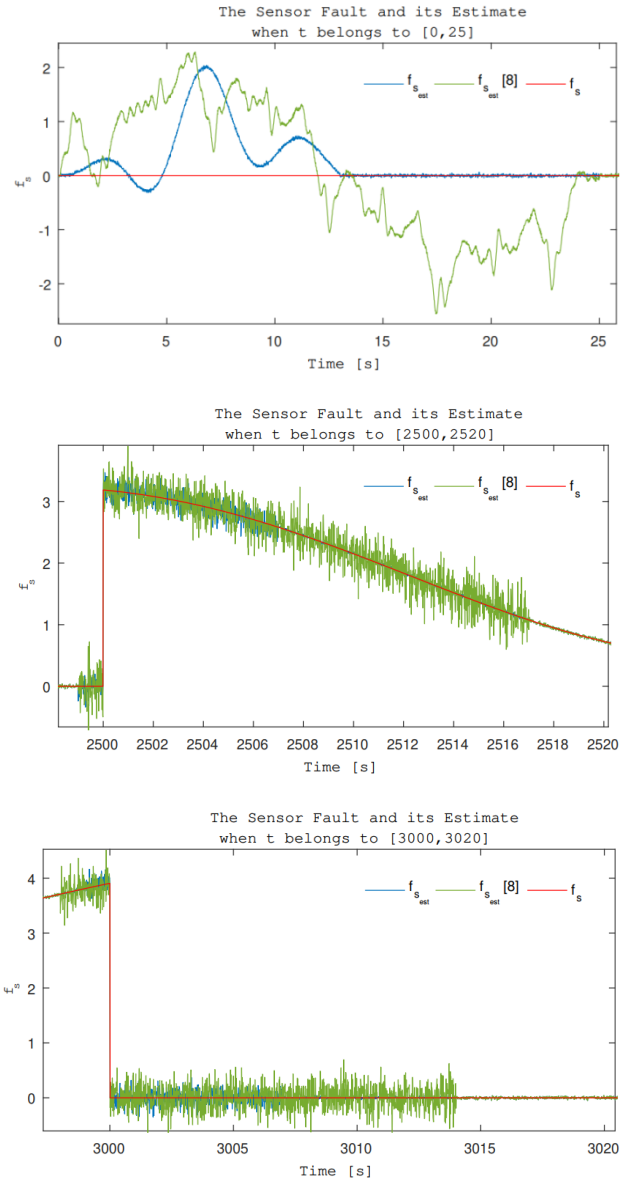 The Sensor Fault and its Estimate
when t belongs to [0,25]
f_s_est f_s_est [8] f_s
2
1
0
-1
-2
f_s
0 5 10 15 20 25
Time [s]
The Sensor Fault and its Estimate
when t belongs to [2500,2520]
f_s_est f_s_est [8] f_s
3
2
1
0
f_s
2500 2502 2504 2506 2508 2510 2512 2514 2516 2518 2520
Time [s]
The Sensor Fault and its Estimate
when t belongs to [3000,3020]
f_s_est f_s_est [8] f_s
4
3
2
1
0
f_s
3000 3005 3010 3015 3020
Time [s]